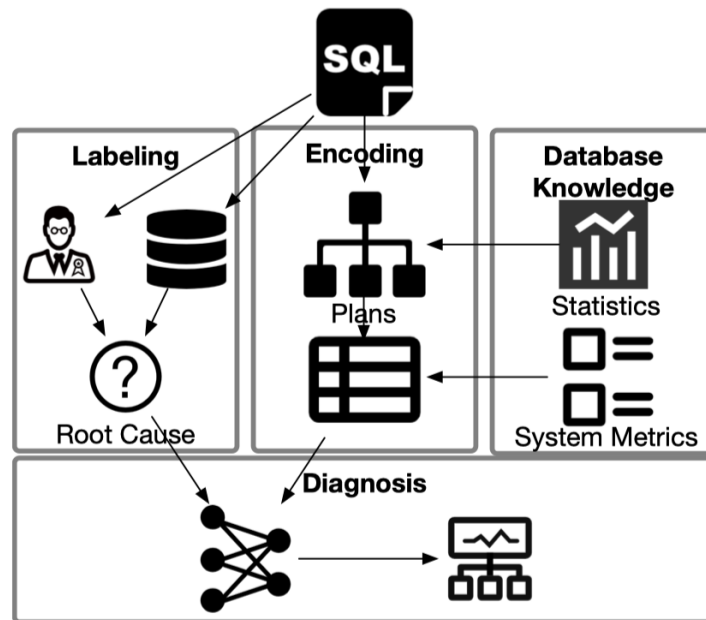 SQL
Labeling
Encoding
Database
Knowledge
Plans
Statistics
?
Root Cause
System Metrics
Diagnosis